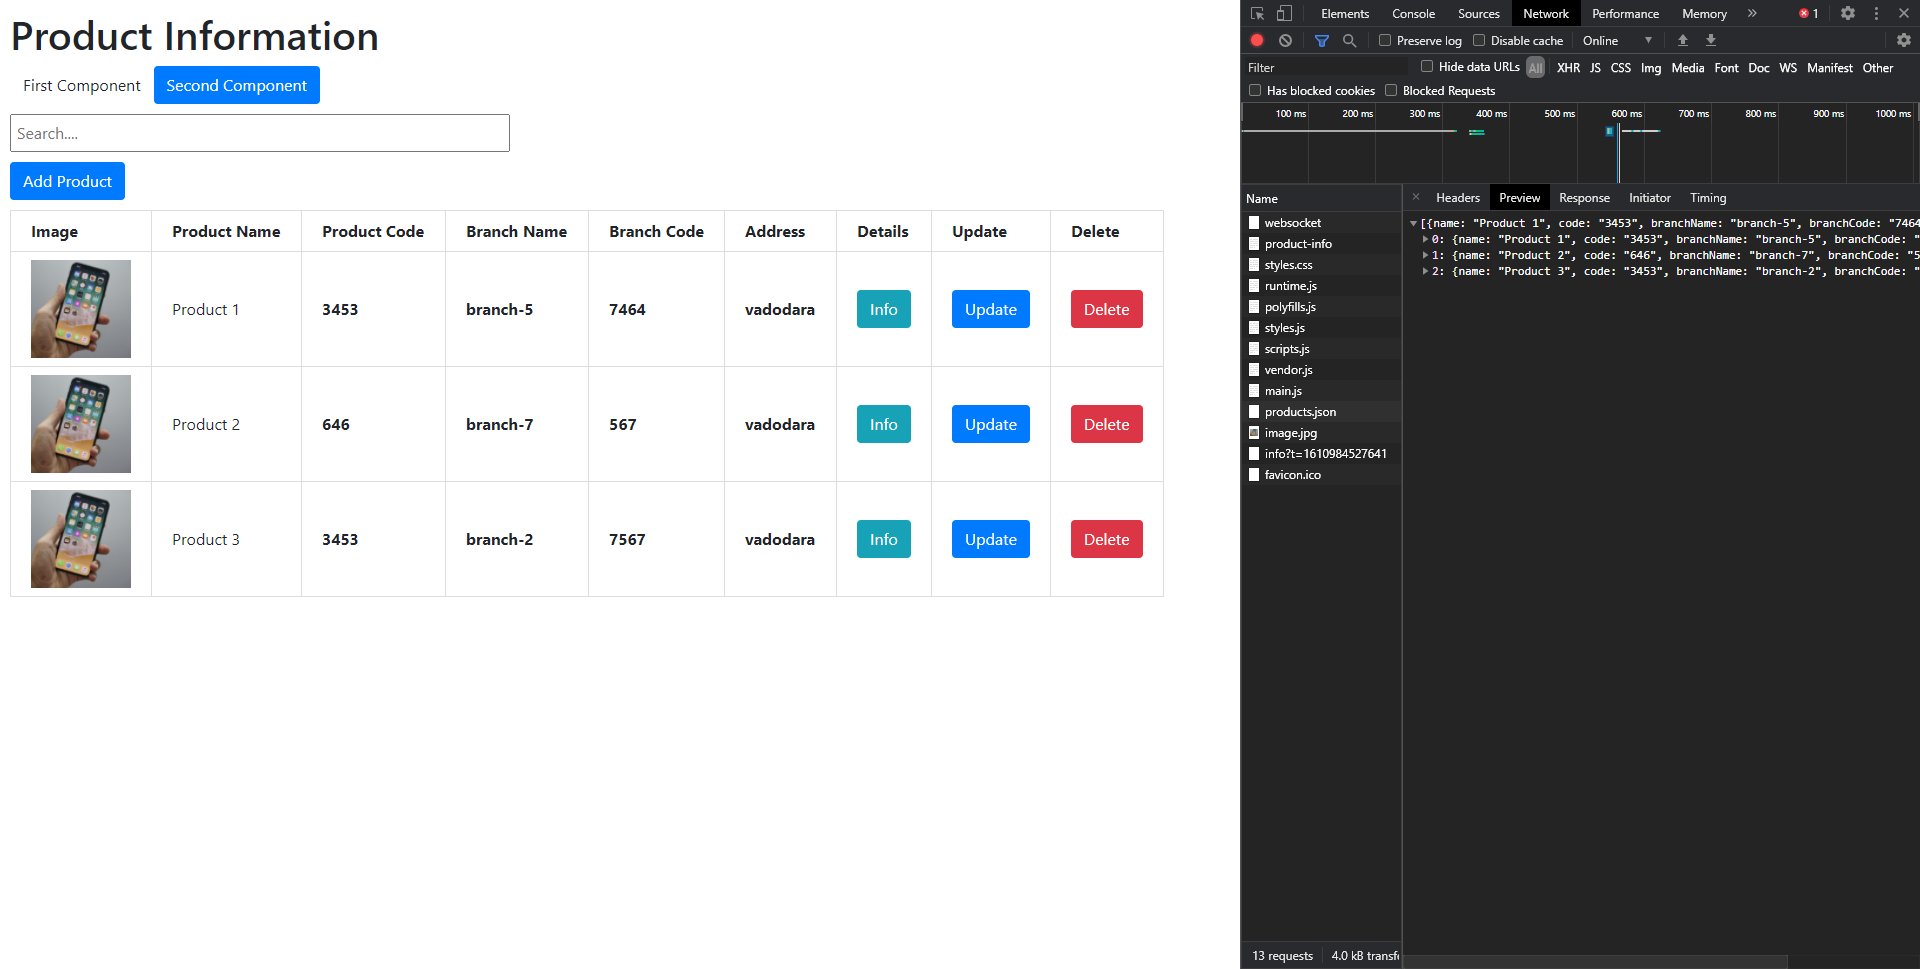 Product Information
First Component Second Component
Search....
Add Product
Image Product Name Product Code Branch Name Branch Code Address Details Update Delete
Product 1 3453 branch-5 7464 vadodara Info Update Delete
Product 2 646 branch-7 567 vadodara Info Update Delete
Product 3 3453 branch-2 7567 vadodara Info Update Delete
Elements Console Sources Network Performance Memory » 1
Preserve log Disable cache Online
Filter Hide data URLs All XHR JS CSS Img Media Font Doc WS Manifest Other
Has blocked cookies Blocked Requests
100 ms 200 ms 300 ms 400 ms 500 ms 600 ms 700 ms 800 ms 900 ms 1000 ms
Name
websocket
product-info
styles.css
runtime.js
polyfills.js
styles.js
scripts.js
vendor.js
main.js
products.json
image.jpg
info?t=1610984527641
favicon.ico
13 requests 4.0 kB transf
× Headers Preview Response Initiator Timing
[{name: "Product 1", code: "3453", branchName: "branch-5", branchCode: "7464
0: {name: "Product 1", code: "3453", branchName: "branch-5", branchCode: "
1: {name: "Product 2", code: "646", branchName: "branch-7", branchCode: "5
2: {name: "Product 3", code: "3453", branchName: "branch-2", branchCode: "